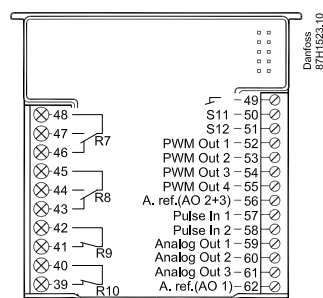 Danfoss
87H1523.10
48
47
R7
46
45
44
R8
43
42
41
R9
40
39
R10
49
S11 - 50
S12 - 51
PWM Out 1 - 52
PWM Out 2 - 53
PWM Out 3 - 54
PWM Out 4 - 55
A. ref.(AO 2+3) - 56
Pulse In 1 - 57
Pulse In 2 - 58
Analog Out 1 - 59
Analog Out 2 - 60
Analog Out 3 - 61
A. ref.(AO 1) - 62